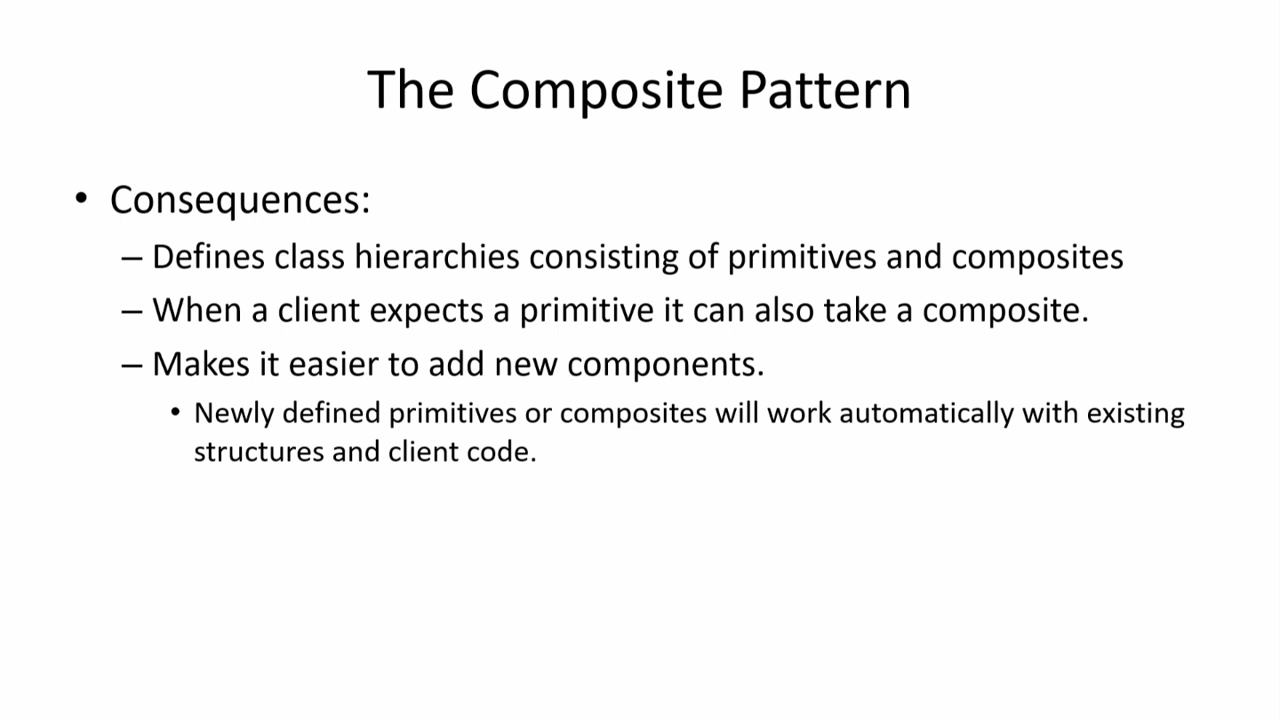 The Composite Pattern
• Consequences:
– Defines class hierarchies consisting of primitives and composites
– When a client expects a primitive it can also take a composite.
– Makes it easier to add new components.
• Newly defined primitives or composites will work automatically with existing
structures and client code.